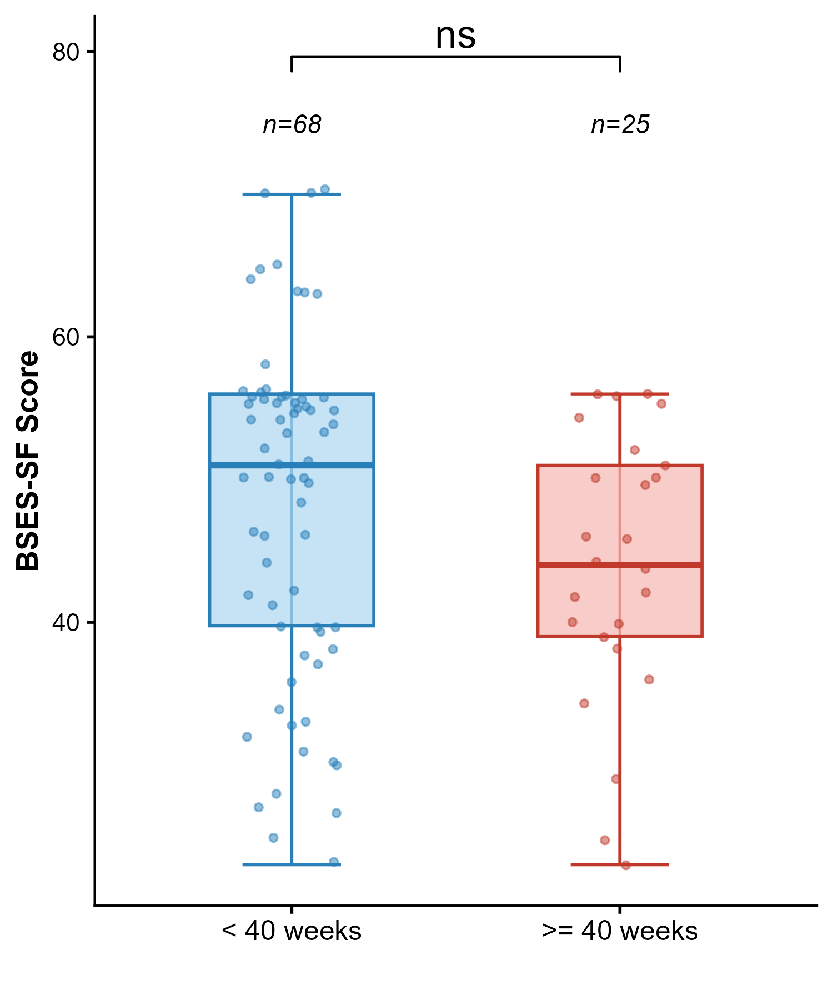 ns
80
n=68
n=25
60
BSES-SF Score
40
< 40 weeks
>= 40 weeks